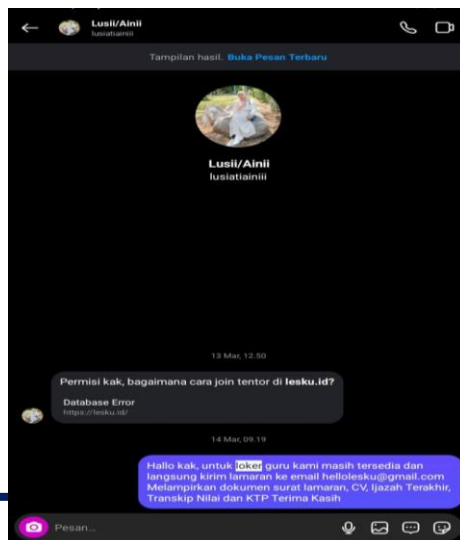 Lusii/Ainii
lusiatiainiii
Tampilan hasil. Buka Pesan Terbaru
Lusii/Ainii
lusiatiainiii
13 Mar, 12.50
Permisi kak, bagaimana cara join tentor di lesku.id?
Database Error
https://lesku.id/
14 Mar, 09.19
Hallo kak, untuk loker guru kami masih tersedia dan
langsung kirim lamaran ke email hellolesku@gmail.com
Melampirkan dokumen surat lamaran, CV, Ijazah Terakhir,
Transkip Nilai dan KTP Terima Kasih
Pesan...